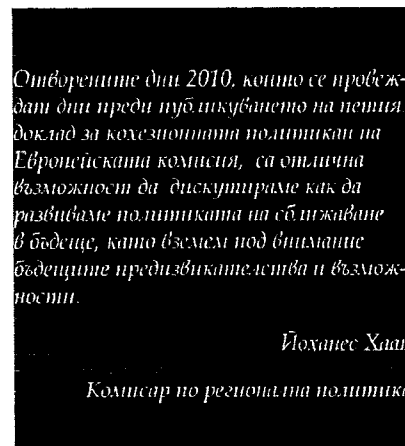 Отворените дни 2010, които се провеж-
дат дни преди публикуването на петия
доклад за кохезионната политикан на
Европейската комисия, са отлична
възможност да дискутираме как да
развиваме политиката на сближаване
в бъдеще, като вземем под внимание
бъдещите предизвикателства и възмож-
ности.
Йоханес Хан
Комисар по регионална политика